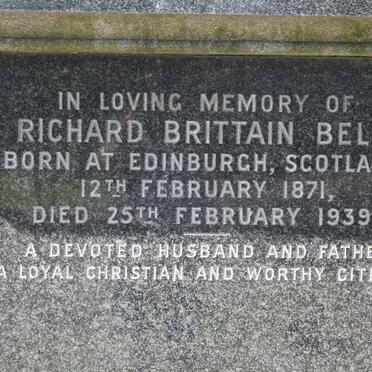 IN LOVING MEMORY OF
RICHARD BRITTAIN BEL
BORN AT EDINBURGH, SCOTLA
12TH FEBRUARY 1871,
DIED 25TH FEBRUARY 1939
A DEVOTED HUSBAND AND FATHE
A LOYAL CHRISTIAN AND WORTHY CITI